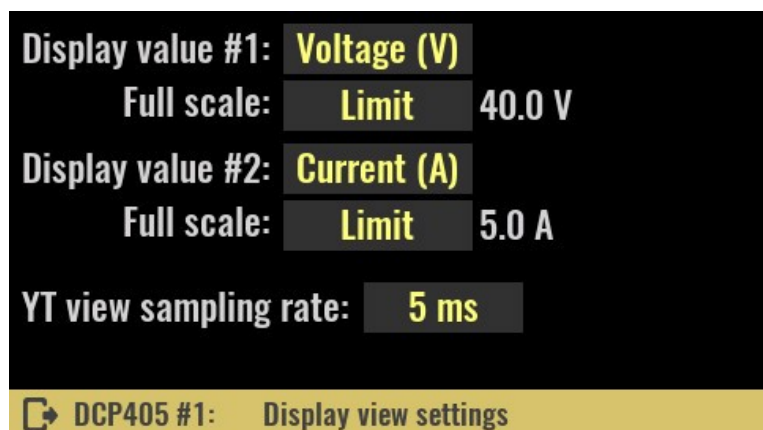 Display value #1: Voltage (V)
Full scale: Limit 40.0 V
Display value #2: Current (A)
Full scale: Limit 5.0 A
YT view sampling rate: 5 ms
DCP405 #1: Display view settings